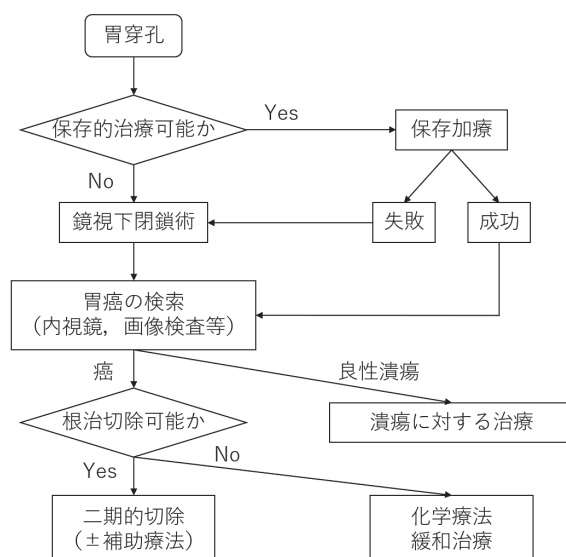 胃穿孔
保存的治療可能か
Yes
保存加療
No
鏡視下閉鎖術
失敗
成功
胃癌の検索
（内視鏡，画像検査等）
癌
良性潰瘍
根治切除可能か
潰瘍に対する治療
Yes
No
二期的切除
（±補助療法）
化学療法
緩和治療